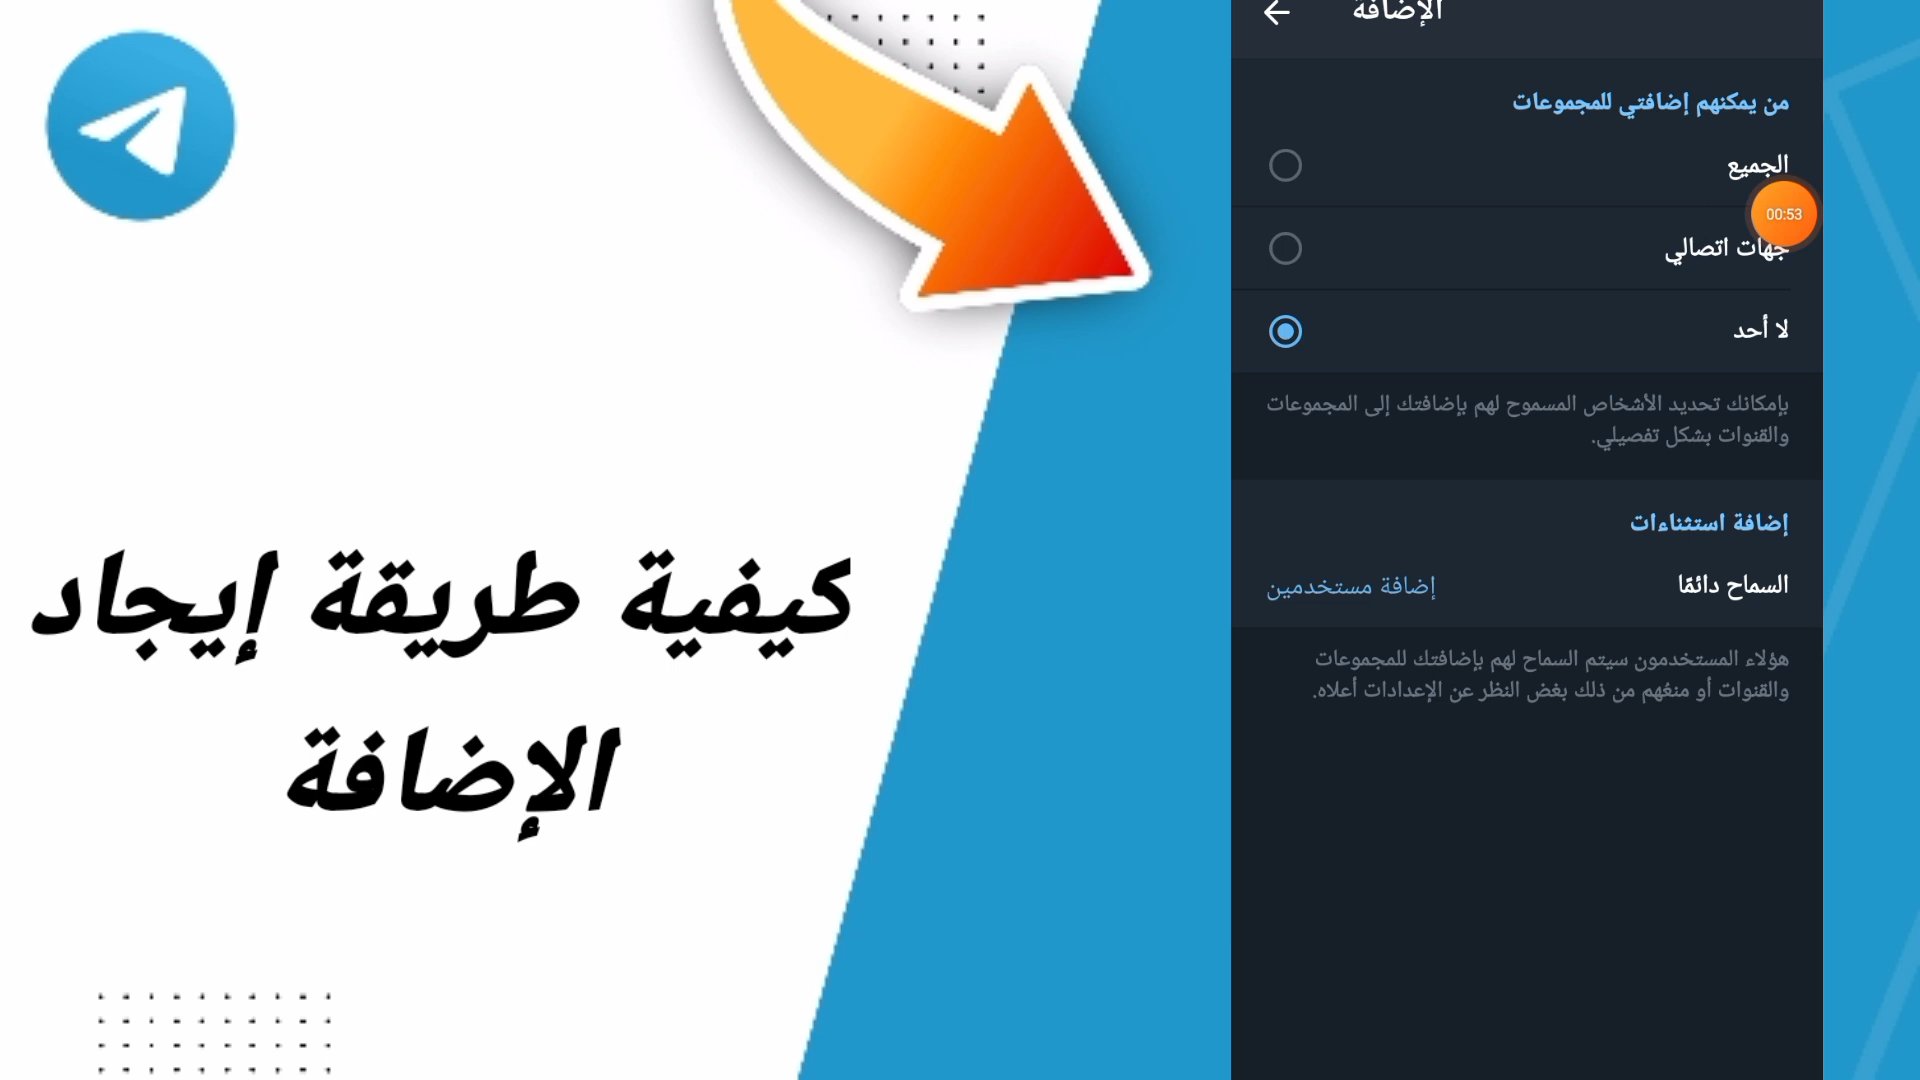 كيفية طريقة إيجاد
الإضافة
الإضافة
من يمكنهم إضافتي للمجموعات
الجميع
00:53
جهات اتصالي
لا أحد
بإمكانك تحديد الأشخاص المسموح لهم بإضافتك إلى المجموعات
والقنوات بشكل تفصيلي.
إضافة استثناءات
السماح دائمًا إضافة مستخدمين
هؤلاء المستخدمون سيتم السماح لهم بإضافتك للمجموعات
والقنوات أو منعُهم من ذلك بغض النظر عن الإعدادات أعلاه.